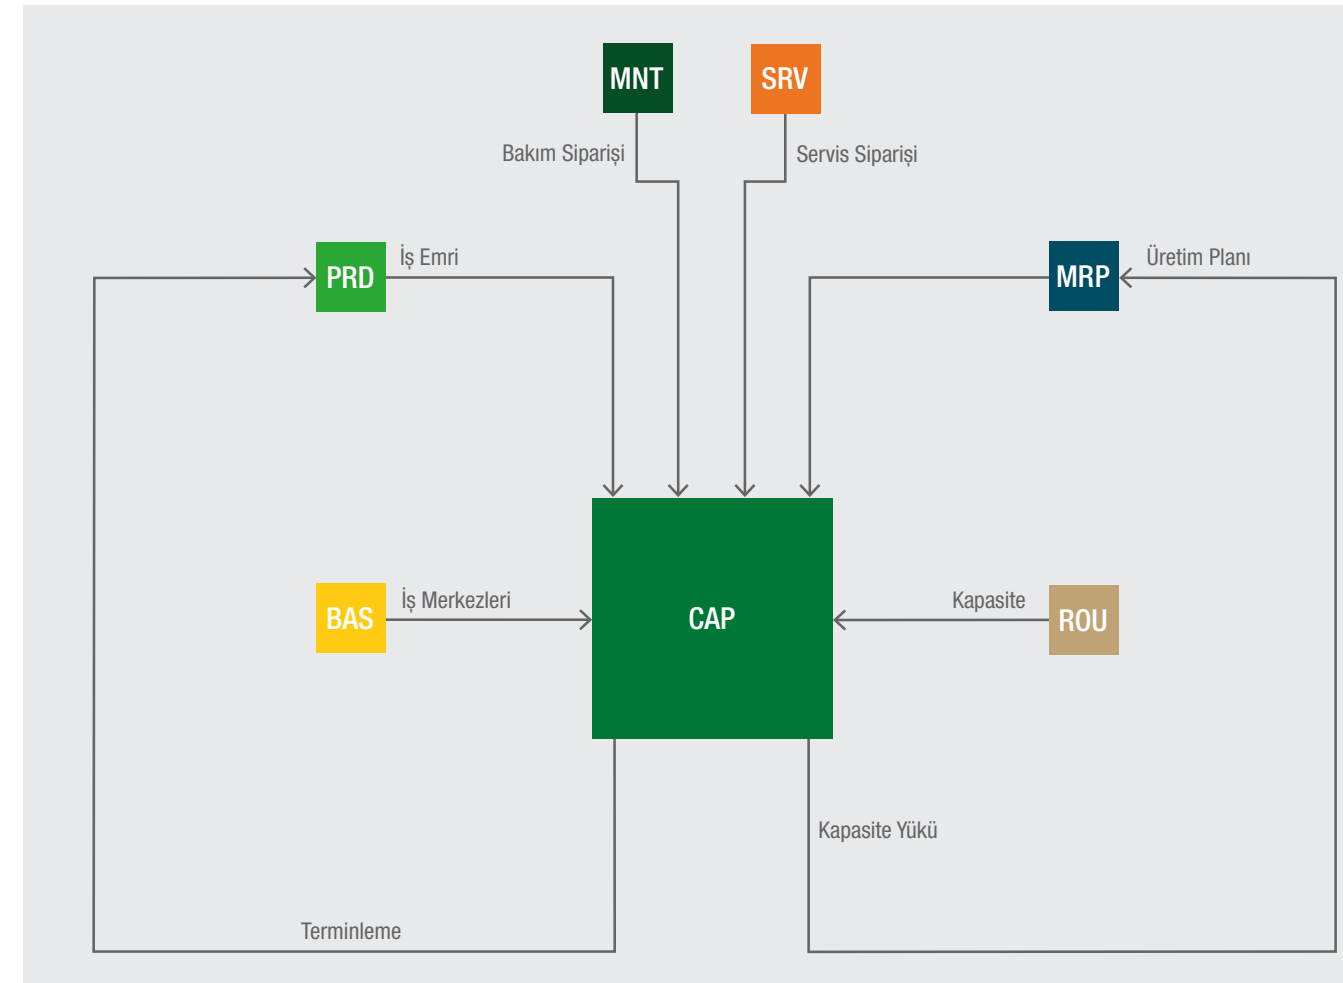 MNT
SRV
Bakım Siparişi
Servis Siparişi
PRD
İş Emri
MRP
Üretim Planı
BAS
İş Merkezleri
CAP
Kapasite
ROU
Kapasite Yükü
Terminleme